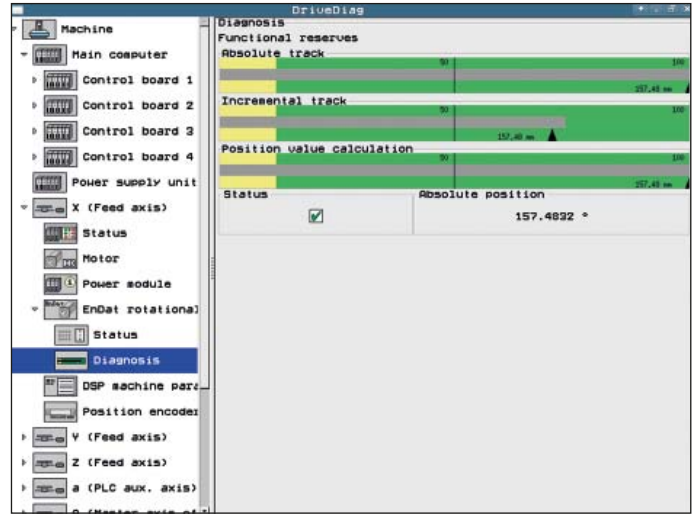 DriveDiag
Machine
Main computer
Control board 1
Control board 2
Control board 3
Control board 4
Power supply unit
X (Feed axis)
Status
Motor
Power module
EnDat rotational
Status
Diagnosis
DSP machine para
Position encoder
Y (Feed axis)
Z (Feed axis)
a (PLC aux. axis)
Diagnosis
Functional reserves
Absolute track
50 100
157.48 mm
Incremental track
50 100
157.48 mm
Position value calculation
50 100
157.48 mm
Status Absolute position
157.4832 °